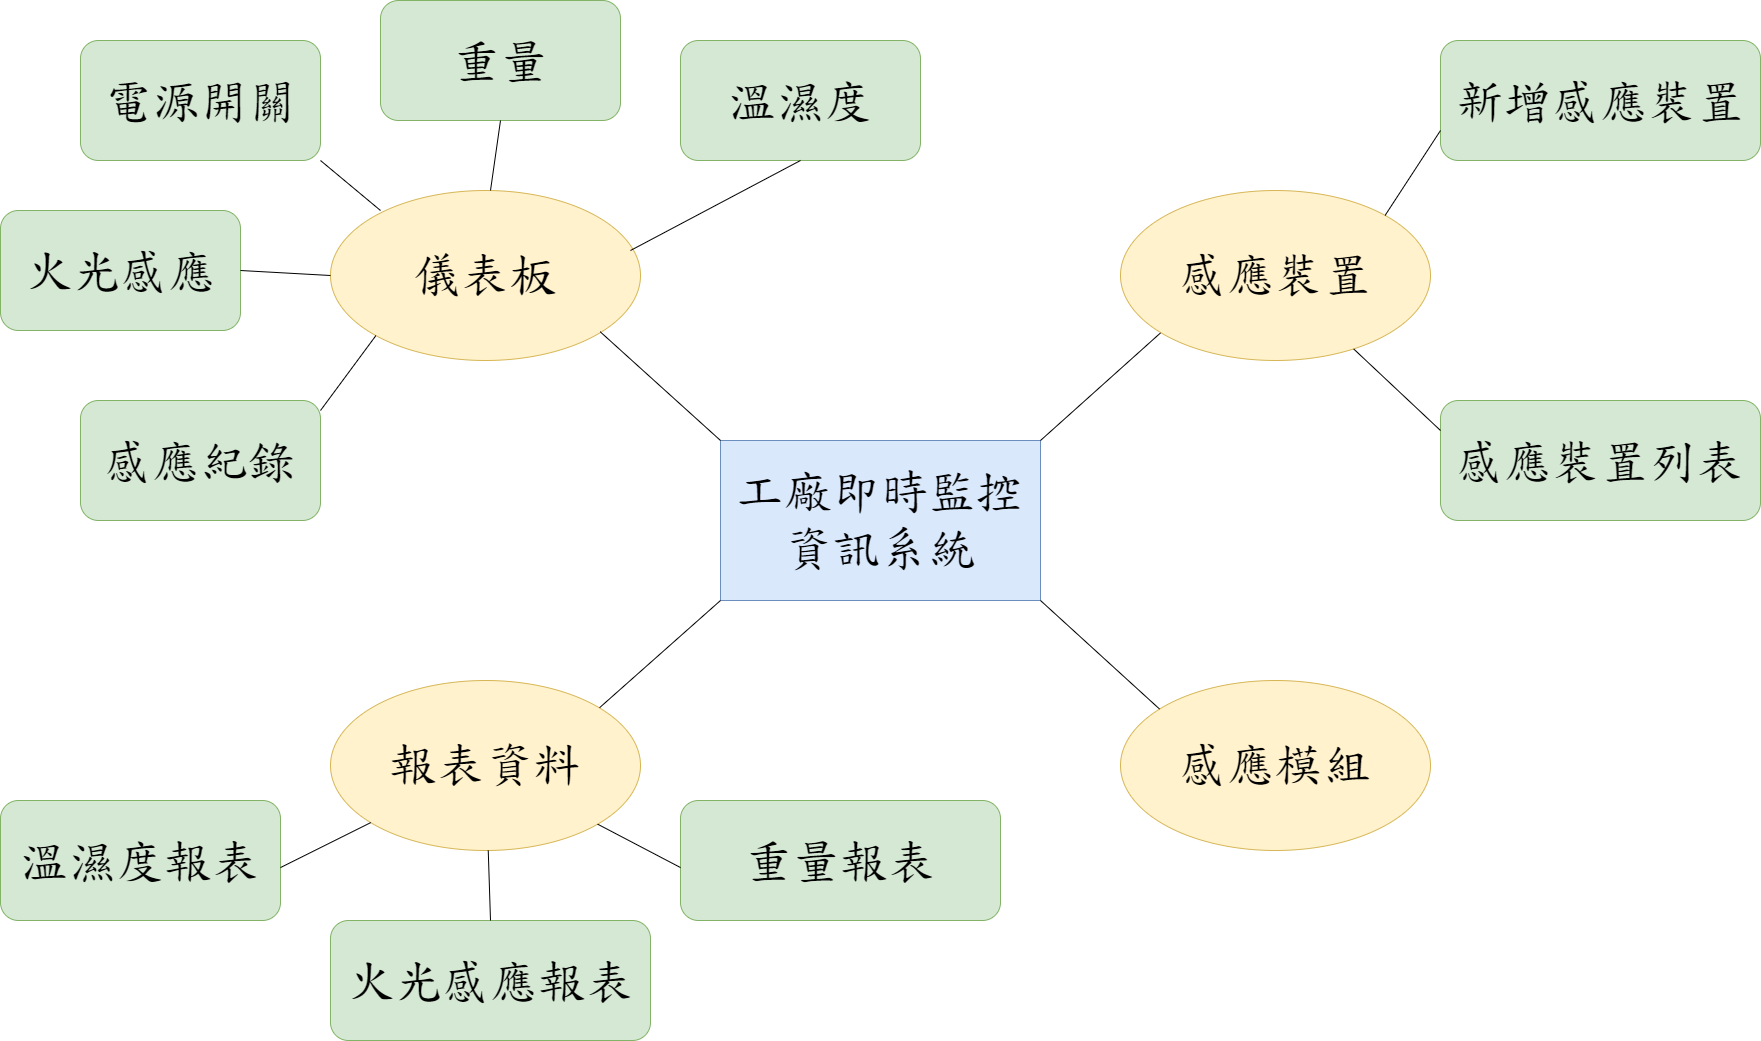 重量
電源開關
溫濕度
新增感應裝置
火光感應
儀表板
感應裝置
感應紀錄
感應裝置列表
工廠即時監控
資訊系統
報表資料
感應模組
溫濕度報表
重量報表
火光感應報表